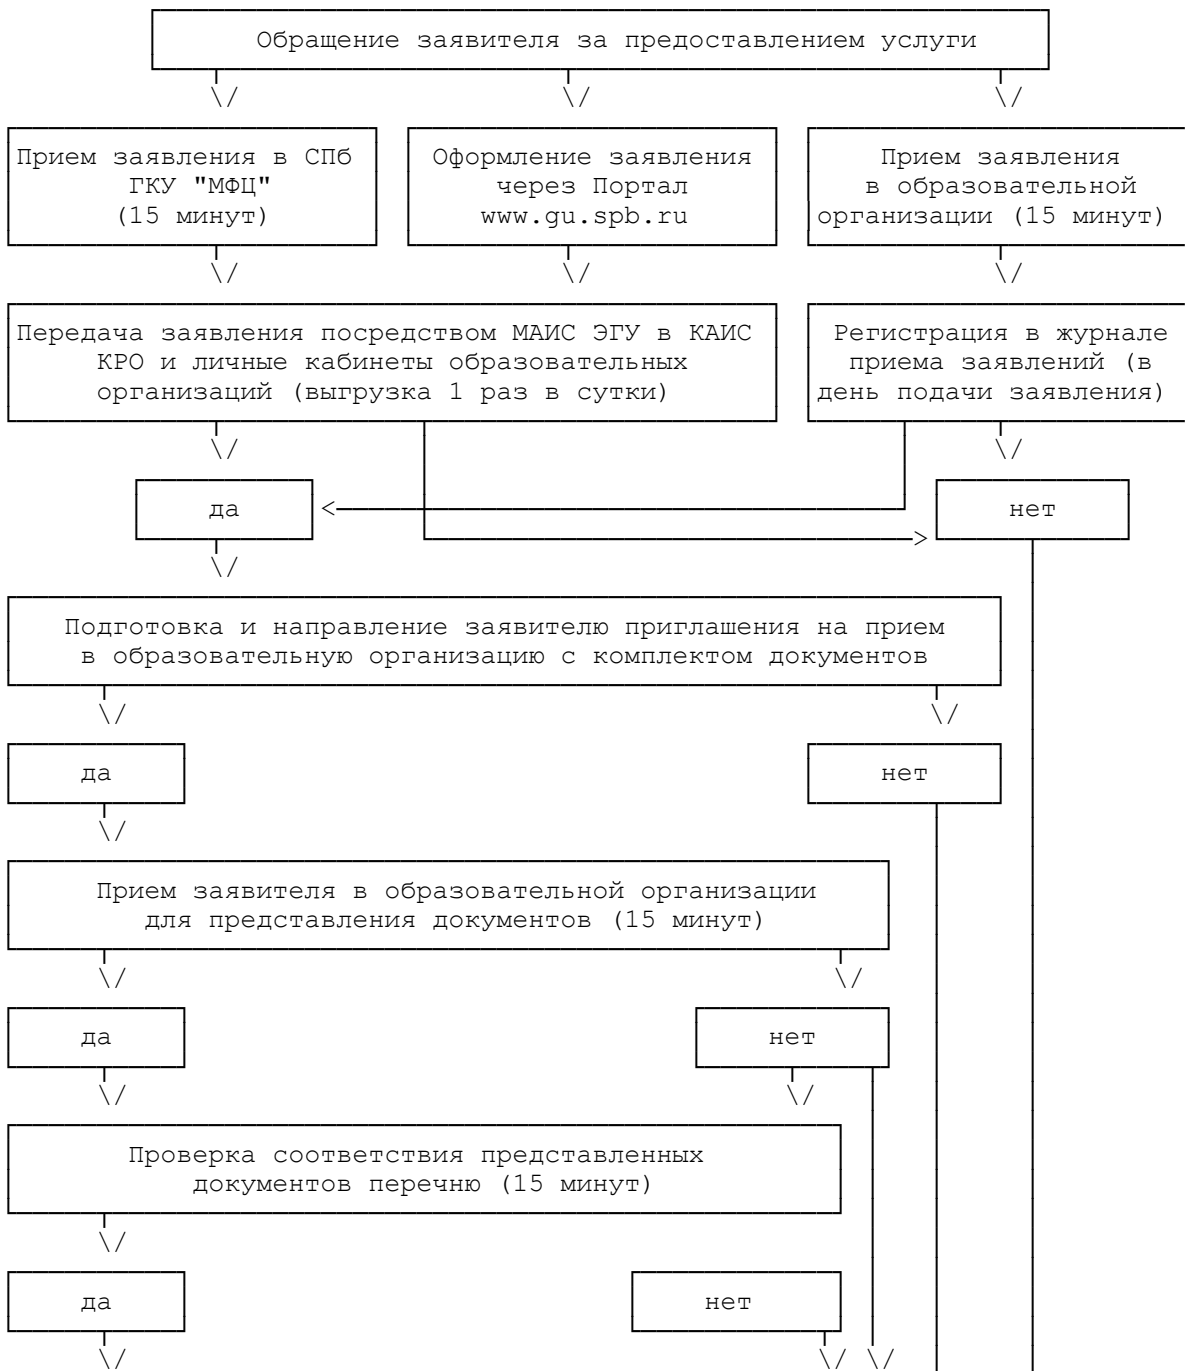 Обращение заявителя за предоставлением услуги
Прием заявления в СПб
ГКУ "МФЦ"
(15 минут)
Оформление заявления
через Портал
www.gu.spb.ru
Прием заявления
в образовательной
организации (15 минут)
Передача заявления посредством МАИС ЭГУ в КАИС
КРО и личные кабинеты образовательных
организаций (выгрузка 1 раз в сутки)
Регистрация в журнале
приема заявлений (в
день подачи заявления)
да
нет
Подготовка и направление заявителю приглашения на прием
в образовательную организацию с комплектом документов
да
нет
Прием заявителя в образовательной организации
для представления документов (15 минут)
да
нет
Проверка соответствия представленных
документов перечню (15 минут)
да
нет